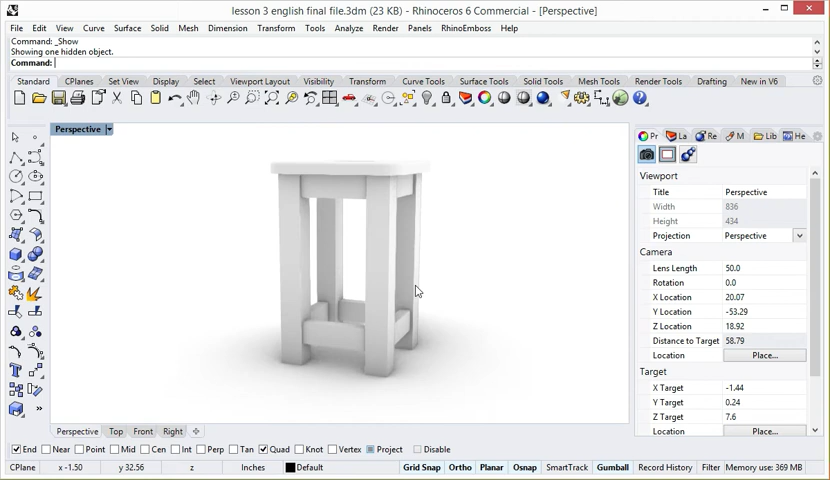 lesson 3 english final file.3dm (23 KB) - Rhinoceros 6 Commercial - [Perspective]
File Edit View Curve Surface Solid Mesh Dimension Transform Tools Analyze Render Panels RhinoEmboss Help
Command: _Show
Showing one hidden object.
Command:
Standard CPlanes Set View Display Select Viewport Layout Visibility Transform Curve Tools Surface Tools Solid Tools Mesh Tools Render Tools Drafting New in V6
Perspective
Pr La Re M Lib He
Viewport
Title Perspective
Width 836
Height 434
Projection Perspective
Camera
Lens Length 50.0
Rotation 0.0
X Location 20.07
Y Location -53.29
Z Location 18.92
Distance to Target 58.79
Location Place...
Target
X Target -1.44
Y Target 0.24
Z Target 7.6
Location Place...
Perspective Top Front Right
End Near Point Mid Cen Int Perp Tan Quad Knot Vertex Project Disable
CPlane x -1.50 y 32.56 z Inches Default Grid Snap Ortho Planar Osnap SmartTrack Gumball Record History Filter Memory use: 369 MB